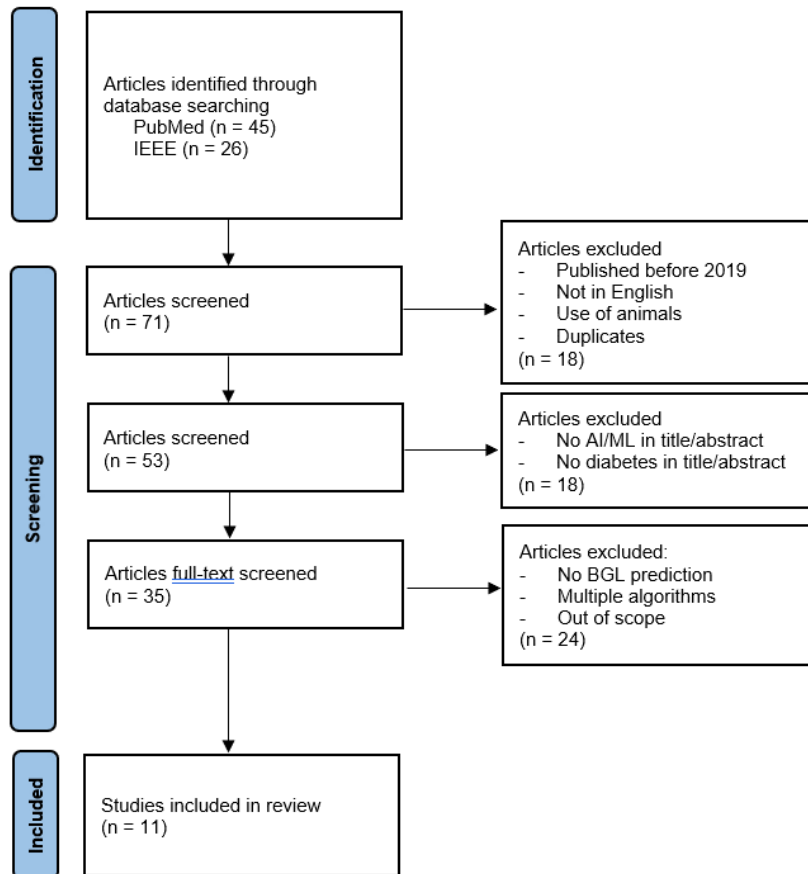 Identification
Articles identified through
database searching
PubMed (n = 45)
IEEE (n = 26)
Screening
Articles screened
(n = 71)
Articles excluded
- Published before 2019
- Not in English
- Use of animals
- Duplicates
(n = 18)
Articles screened
(n = 53)
Articles excluded
- No AI/ML in title/abstract
- No diabetes in title/abstract
(n = 18)
Articles full-text screened
(n = 35)
Articles excluded:
- No BGL prediction
- Multiple algorithms
- Out of scope
(n = 24)
Included
Studies included in review
(n = 11)